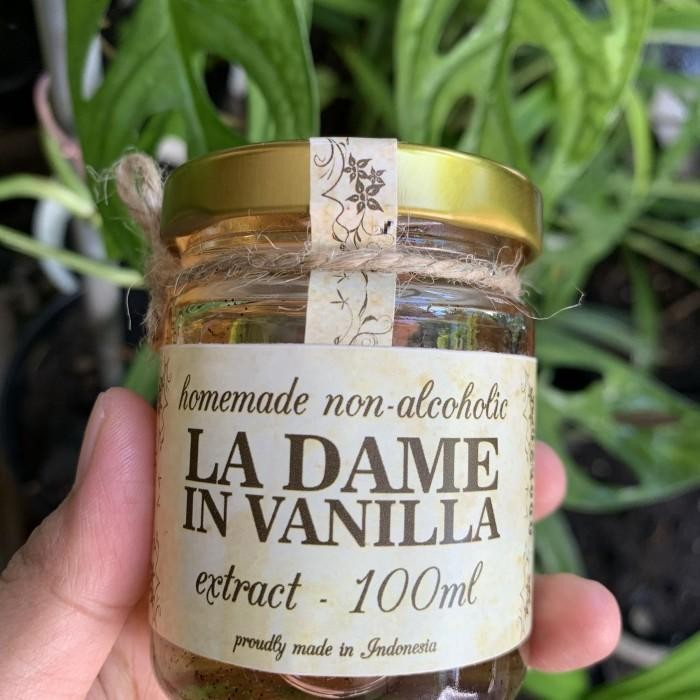 homemade non-alcoholic
LA DAME
IN VANILLA
extract - 100ml
proudly made in Indonesia